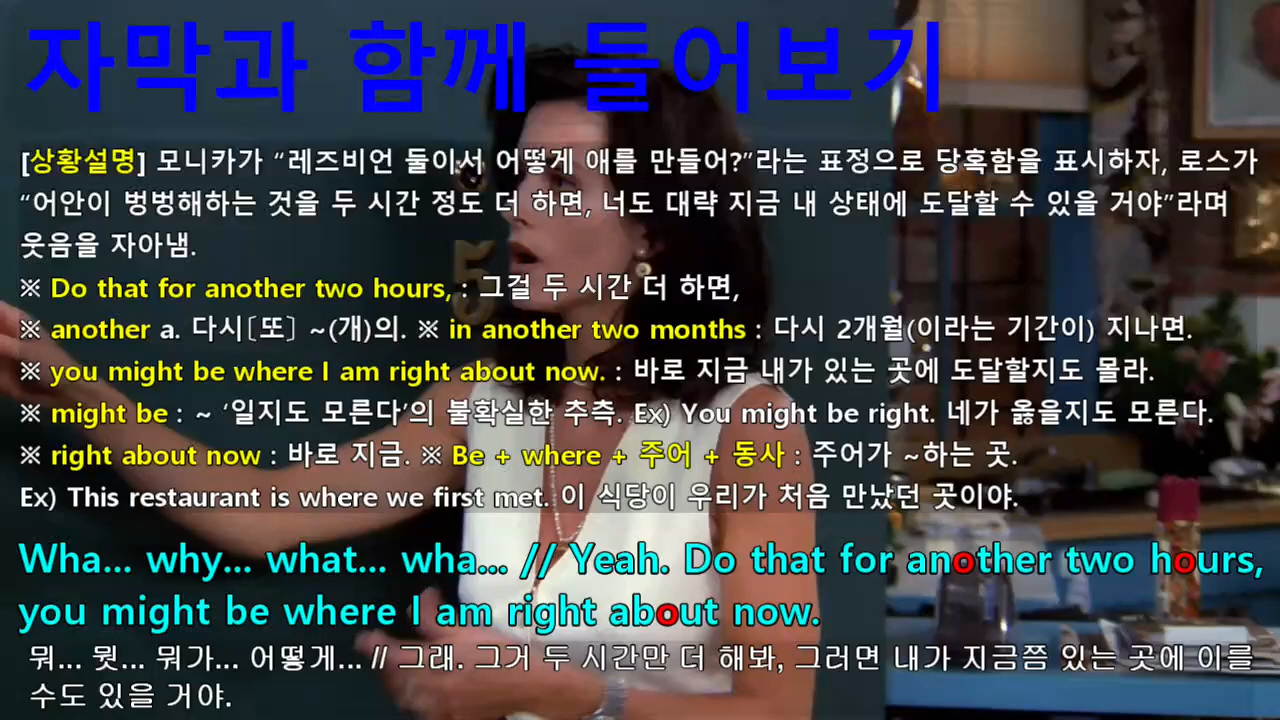 자막과 함께 들어보기
[상황설명] 모니카가 “레즈비언 둘이서 어떻게 애를 만들어?”라는 표정으로 당혹함을 표시하자, 로스가
“어안이 벙벙해하는 것을 두 시간 정도 더 하면, 너도 대략 지금 내 상태에 도달할 수 있을 거야”라며
웃음을 자아냄.
※ Do that for another two hours, : 그걸 두 시간 더 하면,
※ another a. 다시〔또〕 ~(개)의. ※ in another two months : 다시 2개월(이라는 기간이) 지나면.
※ you might be where I am right about now. : 바로 지금 내가 있는 곳에 도달할지도 몰라.
※ might be : ~ ‘일지도 모른다’의 불확실한 추측. Ex) You might be right. 네가 옳을지도 모른다.
※ right about now : 바로 지금. ※ Be + where + 주어 + 동사 : 주어가 ~하는 곳.
Ex) This restaurant is where we first met. 이 식당이 우리가 처음 만났던 곳이야.
5
Wha... why... what... wha... // Yeah. Do that for another two hours,
you might be where I am right about now.
뭐... 뭣... 뭐가... 어떻게... // 그래. 그거 두 시간만 더 해봐, 그러면 내가 지금쯤 있는 곳에 이를
수도 있을 거야.